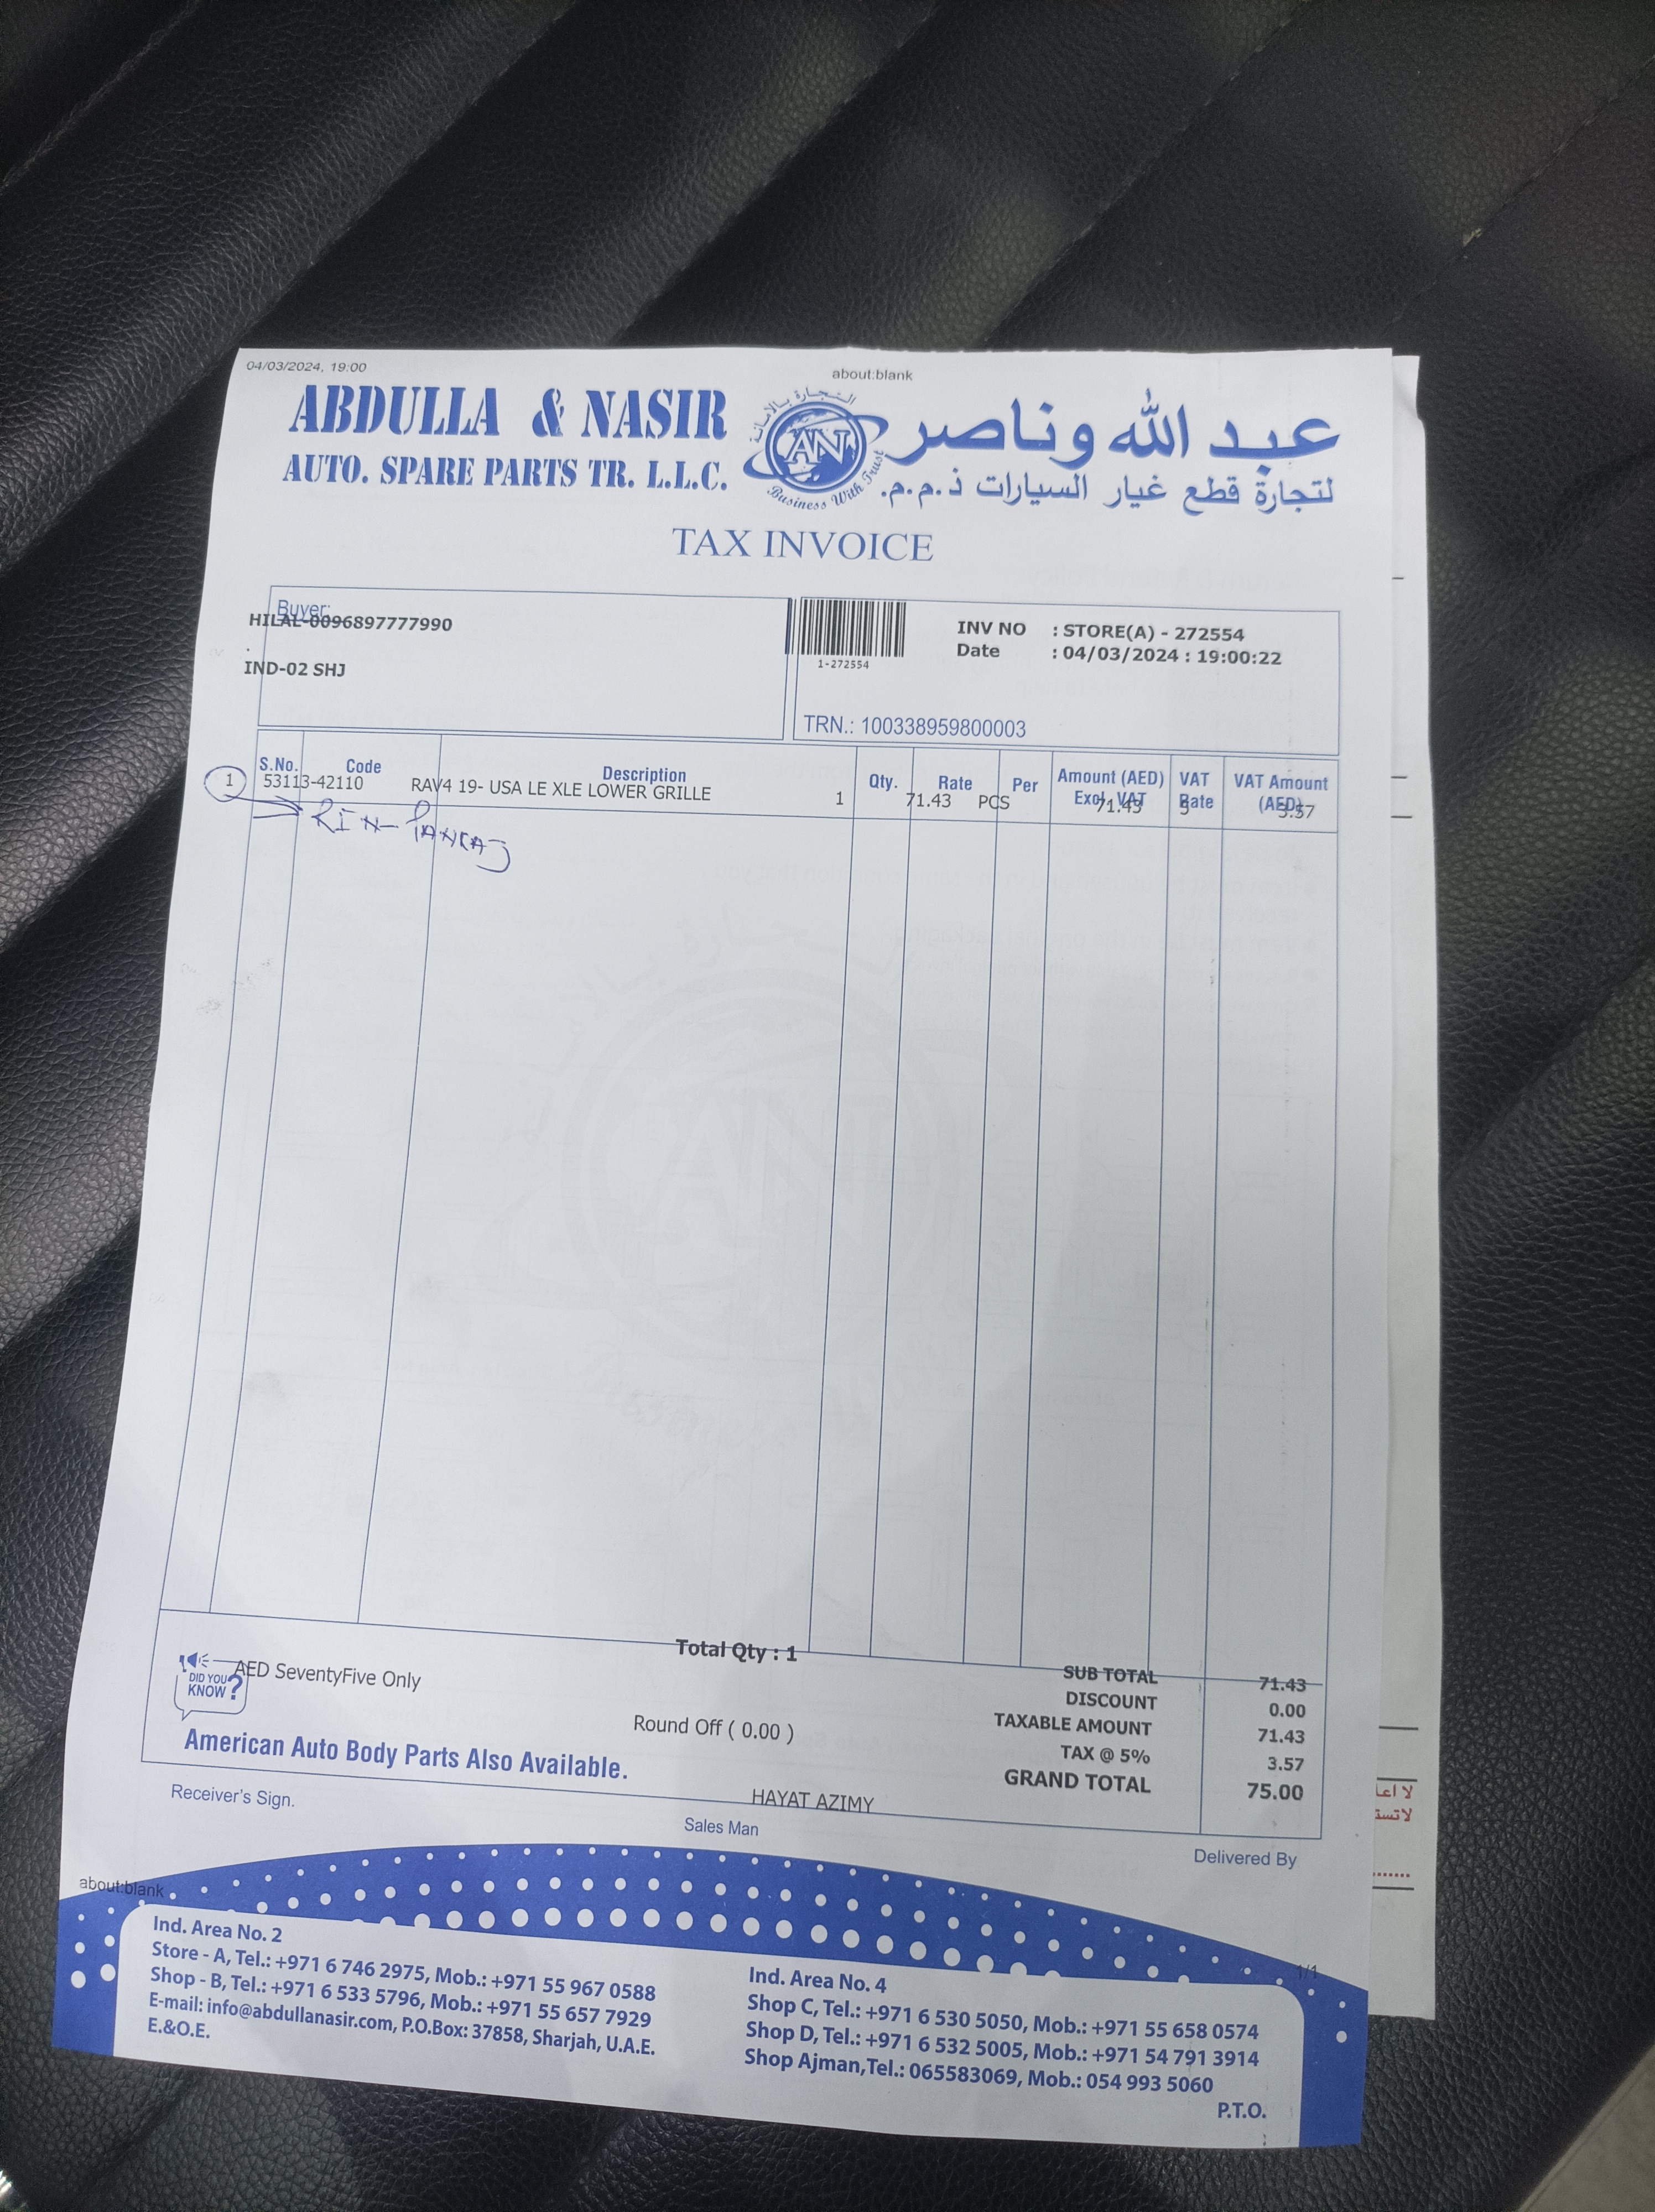 04/03/2024, 19:00
about:blank
ABDULLA & NASIR
AUTO. SPARE PARTS TR. L.L.C.
التجارة بالأمانة
AN
Business With Trust
عبد الله وناصر
لتجارة قطع غيار السيارات ذ.م.م.
TAX INVOICE
Buyer:
HILAL-0096897777990
.
IND-02 SHJ
1-272554
INV NO : STORE(A) - 272554
Date : 04/03/2024 : 19:00:22
TRN.: 100338959800003
S.No. Code Description Qty. Rate Per Amount (AED) Excl. VAT VAT Rate VAT Amount (AED)
1 53113-42110 RAV4 19- USA LE XLE LOWER GRILLE 1 71.43 PCS 71.43 5 3.57
Total Qty : 1
DID YOU KNOW?
AED SeventyFive Only
Round Off ( 0.00 )
American Auto Body Parts Also Available.
SUB TOTAL 71.43
DISCOUNT 0.00
TAXABLE AMOUNT 71.43
TAX @ 5% 3.57
GRAND TOTAL 75.00
Receiver's Sign.
HAYAT AZIMY
Sales Man
Delivered By
about:blank
1/1
Ind. Area No. 2
Store - A, Tel.: +971 6 746 2975, Mob.: +971 55 967 0588
Shop - B, Tel.: +971 6 533 5796, Mob.: +971 55 657 7929
E-mail: info@abdullanasir.com, P.O.Box: 37858, Sharjah, U.A.E.
E.&O.E.
Ind. Area No. 4
Shop C, Tel.: +971 6 530 5050, Mob.: +971 55 658 0574
Shop D, Tel.: +971 6 532 5005, Mob.: +971 54 791 3914
Shop Ajman,Tel.: 065583069, Mob.: 054 993 5060
P.T.O.